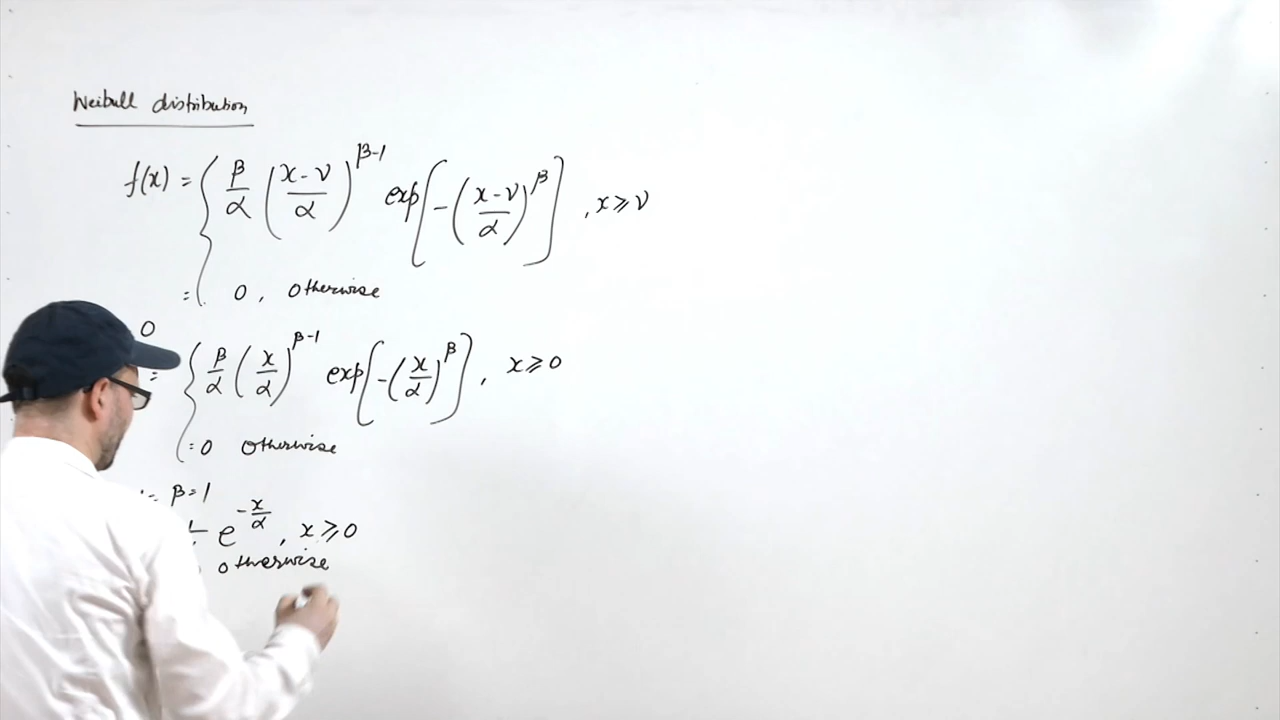 Weibull distribution
f(x) = { β/α ((x-ν)/α)^(β-1) exp[-((x-ν)/α)^β] , x ≥ ν
= 0 , otherwise
0
= { β/α (x/α)^(β-1) exp[-(x/α)^β] , x ≥ 0
= 0 otherwise
β = 1
e^(-x/α) , x ≥ 0
otherwise